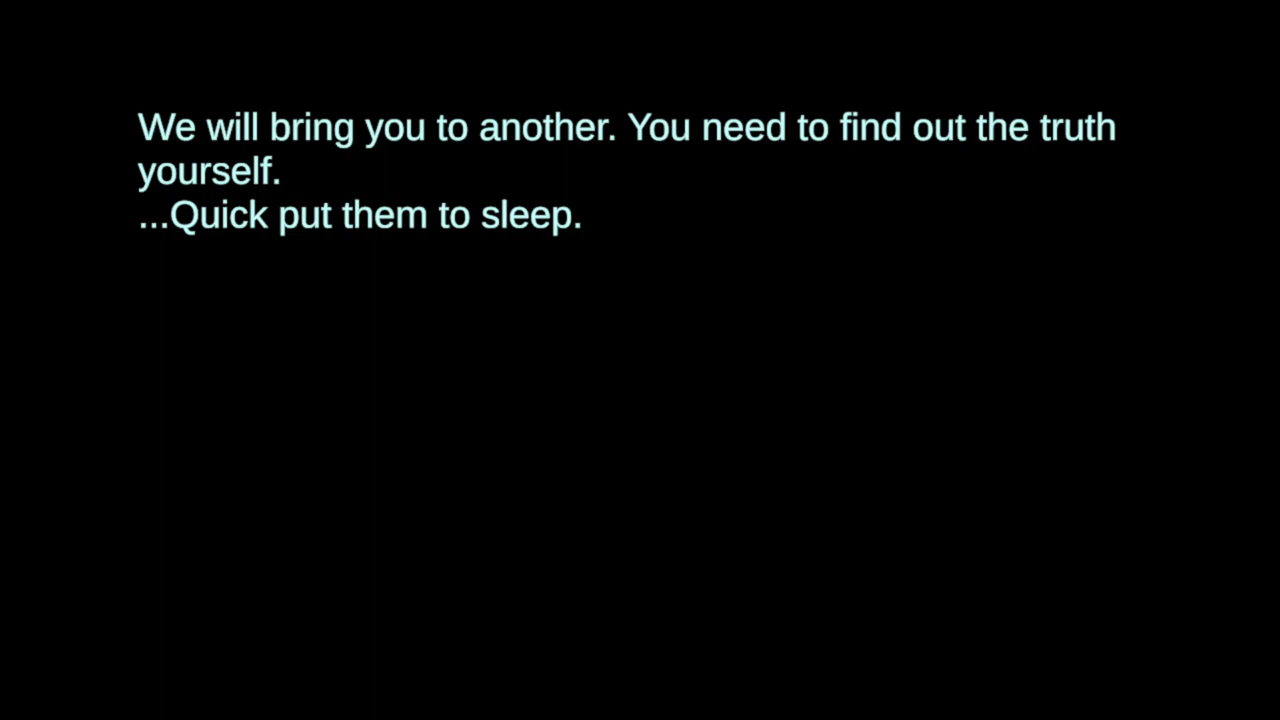 We will bring you to another. You need to find out the truth
yourself.
...Quick put them to sleep.